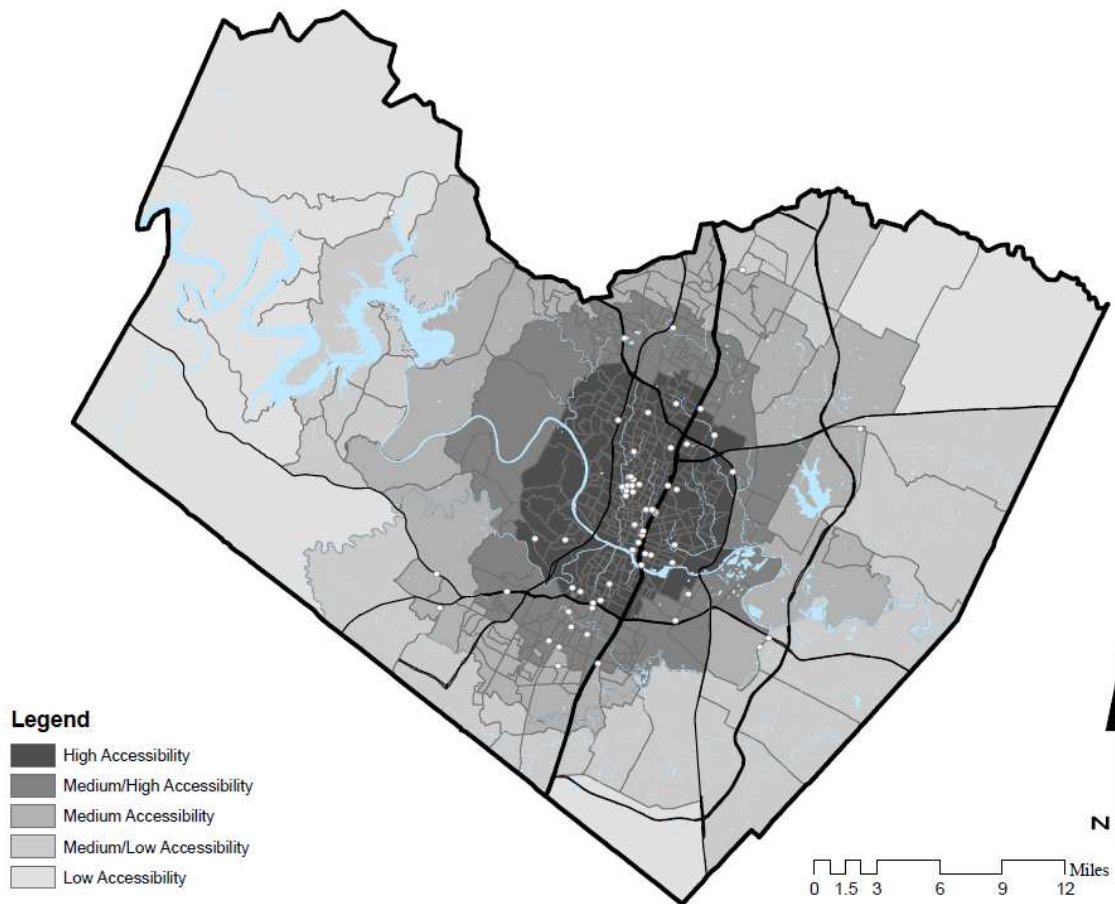 Legend
High Accessibility
Medium/High Accessibility
Medium Accessibility
Medium/Low Accessibility
Low Accessibility
N
0 1.5 3 6 9 12 Miles